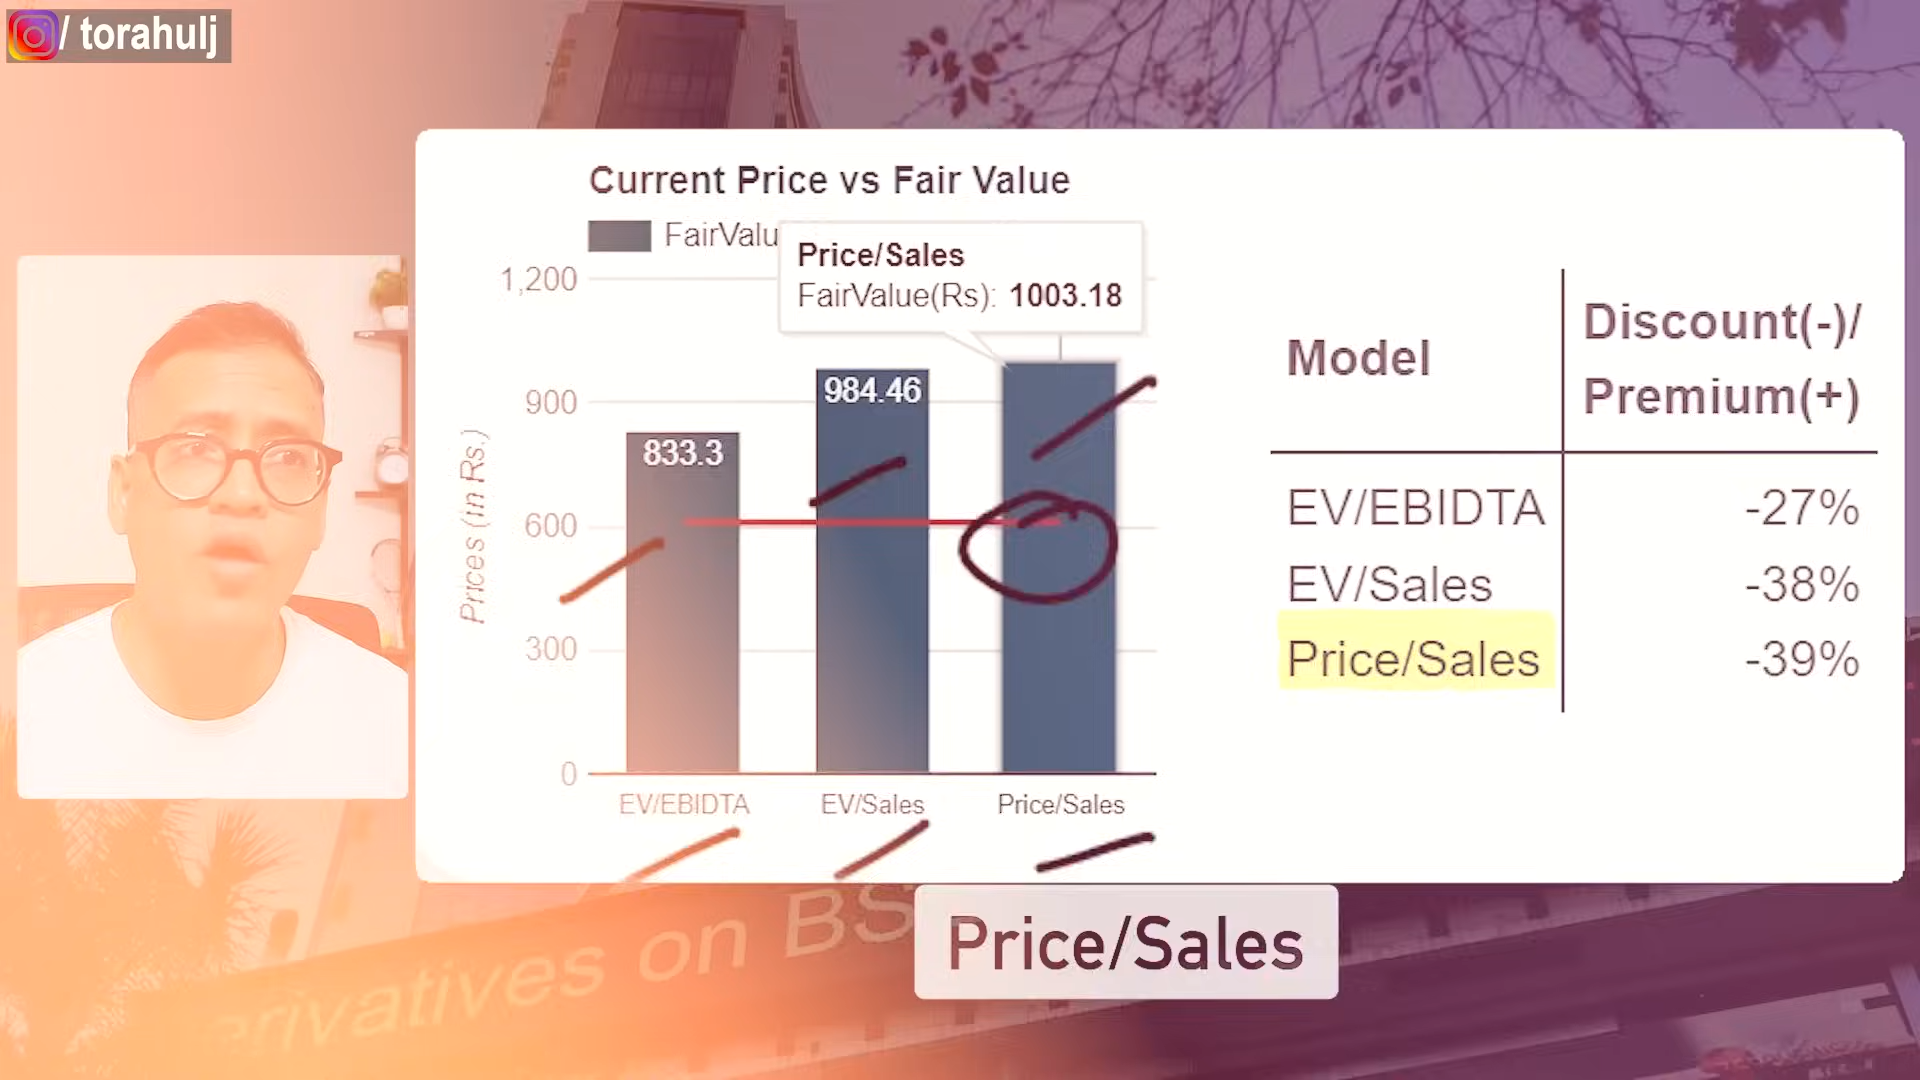 / torahulj
Current Price vs Fair Value
FairValu
Price/Sales
FairValue(Rs): 1003.18
1,200
900
600
300
0
Prices (in Rs.)
833.3
984.46
EV/EBIDTA
EV/Sales
Price/Sales
Model
Discount(-)/
Premium(+)
EV/EBIDTA -27%
EV/Sales -38%
Price/Sales -39%
erivatives on BS
Price/Sales